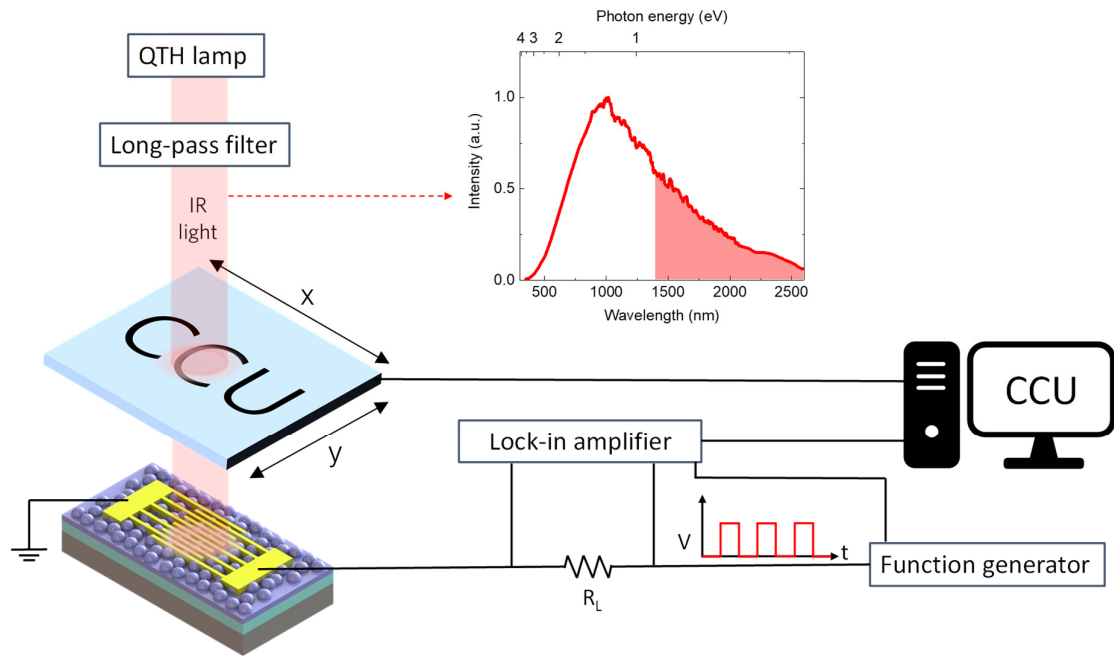 QTH lamp
Long-pass filter
IR
light
Photon energy (eV)
4 3 2 1
1.0
0.5
0.0
Intensity (a.u.)
500 1000 1500 2000 2500
Wavelength (nm)
x
CCU
y
CCU
Lock-in amplifier
V
t
Function generator
R_L